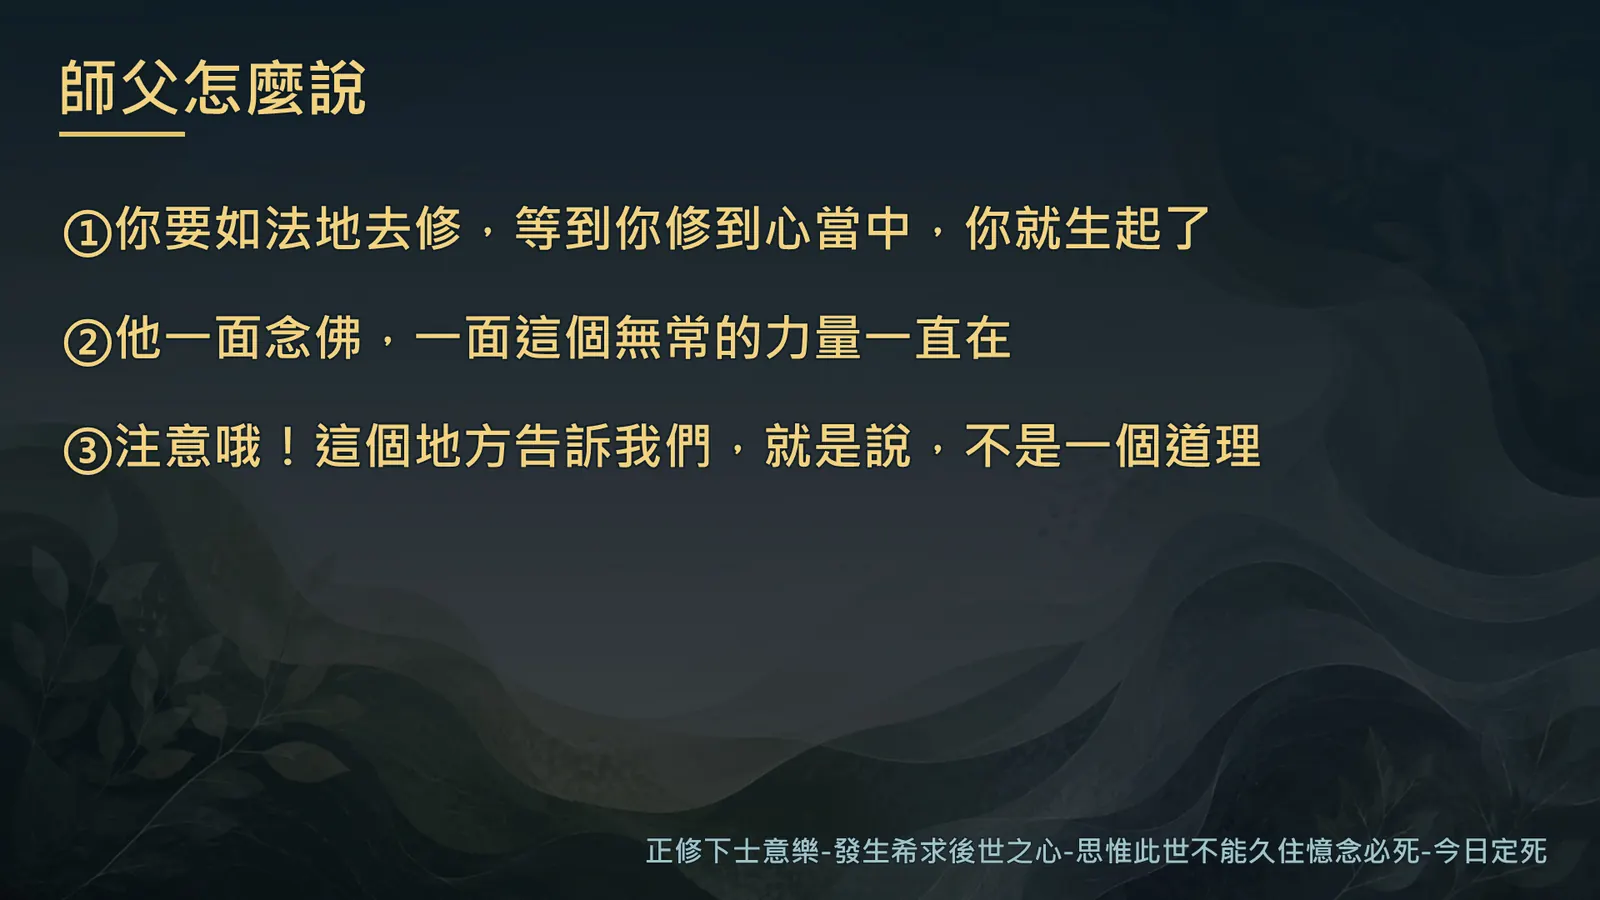 師父怎麼說
①你要如法地去修，等到你修到心當中，你就生起了
②他一面念佛，一面這個無常的力量一直在
③注意哦！這個地方告訴我們，就是說，不是一個道理
正修下士意樂-發生希求後世之心-思惟此世不能久住憶念必死-今日定死